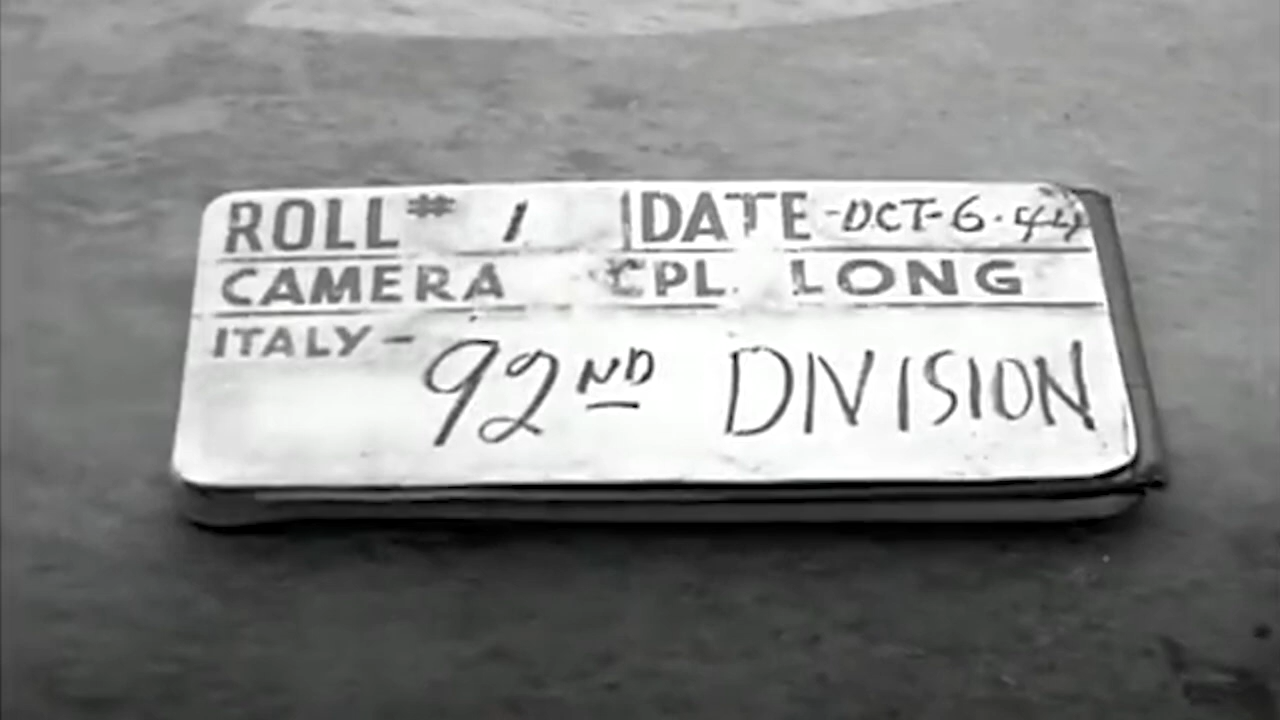 ROLL # 1 DATE -OCT-6-44
CAMERA CPL. LONG
ITALY- 92ND DIVISION